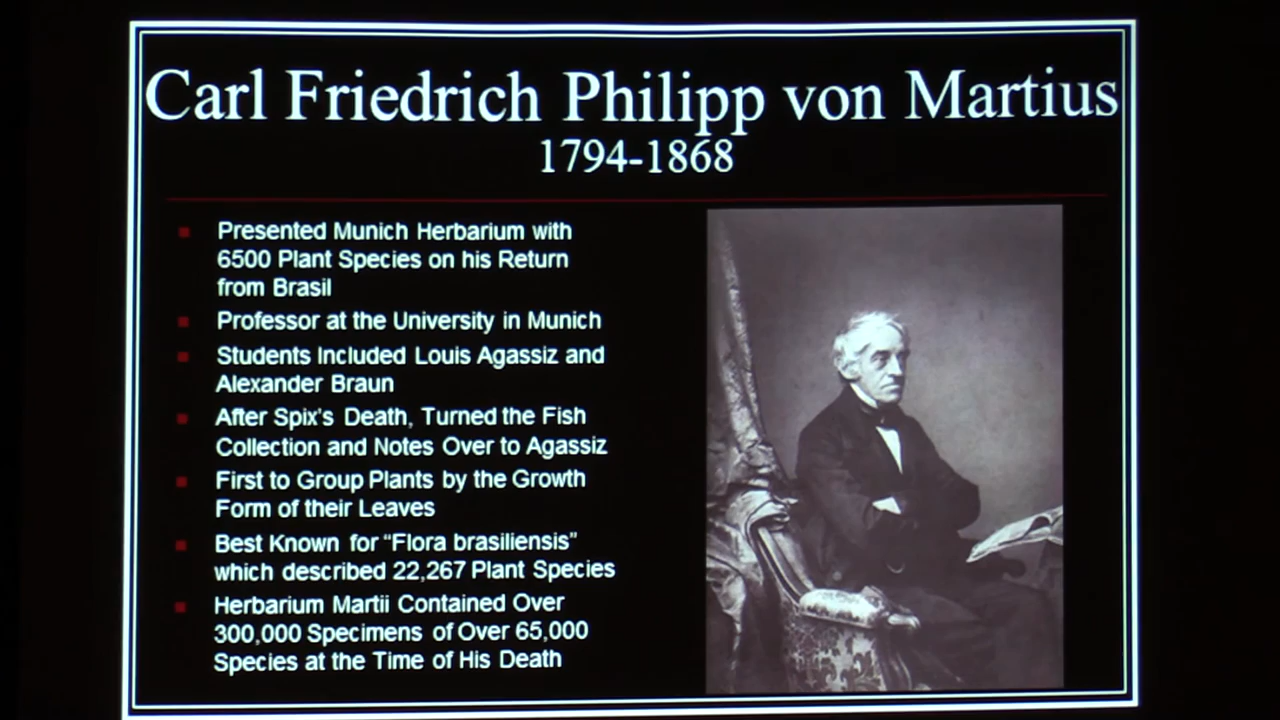 Carl Friedrich Philipp von Martius
1794-1868
Presented Munich Herbarium with
6500 Plant Species on his Return
from Brasil
Professor at the University in Munich
Students Included Louis Agassiz and
Alexander Braun
After Spix's Death, Turned the Fish
Collection and Notes Over to Agassiz
First to Group Plants by the Growth
Form of their Leaves
Best Known for “Flora brasiliensis”
which described 22,267 Plant Species
Herbarium Martii Contained Over
300,000 Specimens of Over 65,000
Species at the Time of His Death